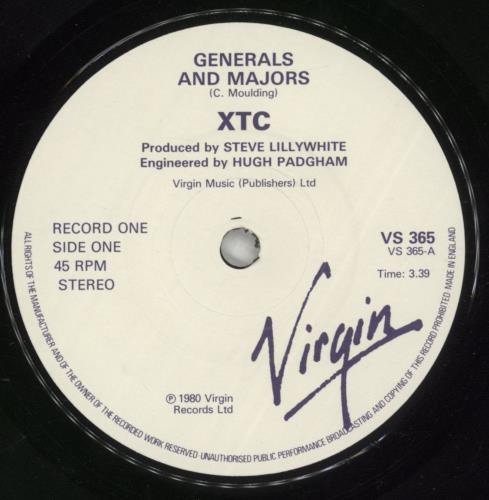 GENERALS
AND MAJORS
(C. Moulding)
XTC
Produced by STEVE LILLYWHITE
Engineered by HUGH PADGHAM
Virgin Music (Publishers) Ltd
RECORD ONE
SIDE ONE
45 RPM
STEREO
VS 365
VS 365-A
Time: 3.39
Virgin
℗ 1980 Virgin
Records Ltd
ALL RIGHTS OF THE MANUFACTURER AND OF THE OWNER OF THE RECORDED WORK RESERVED·UNAUTHORISED PUBLIC PERFORMANCE BROADCASTING AND COPYING OF THIS RECORD PROHIBITED MADE IN ENGLAND